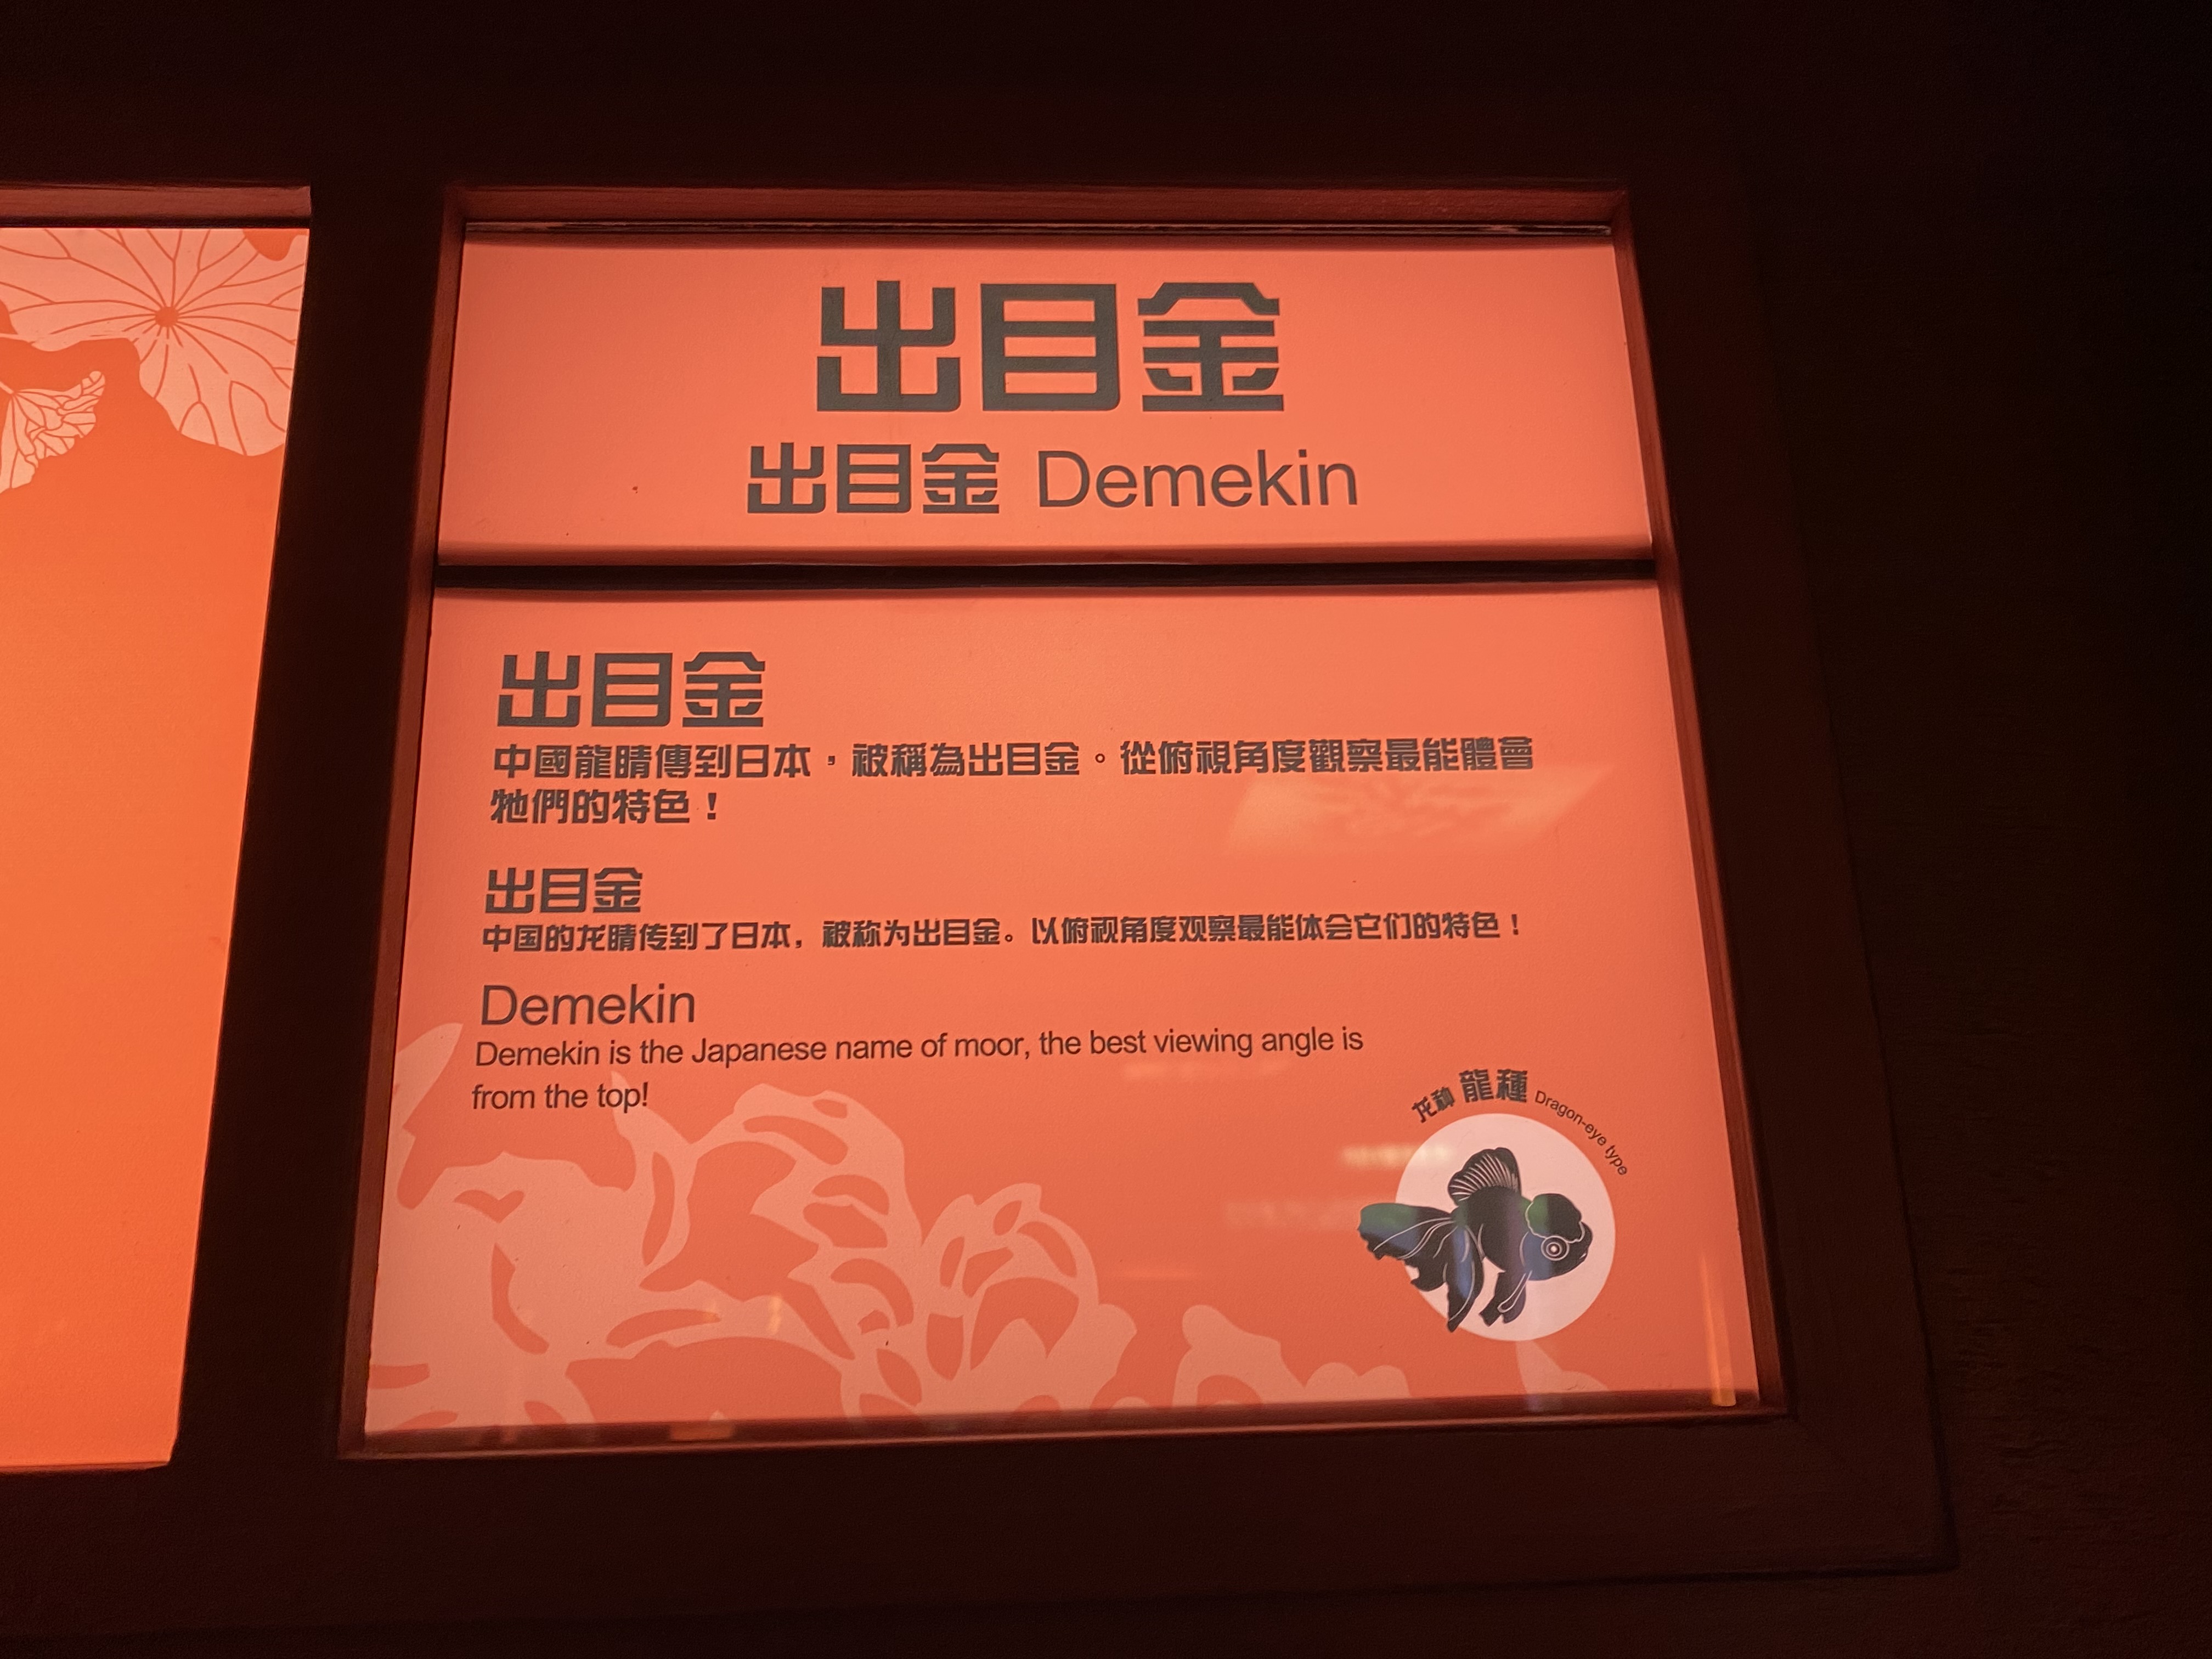 出目金
出目金 Demekin
出目金
中國龍睛傳到日本，被稱為出目金。從俯視角度觀察最能體會
牠們的特色！
出目金
中国的龙睛传到了日本，被称为出目金。以俯视角度观察最能体会它们的特色！
Demekin
Demekin is the Japanese name of moor, the best viewing angle is
from the top!
龙种 龍種 Dragon-eye type